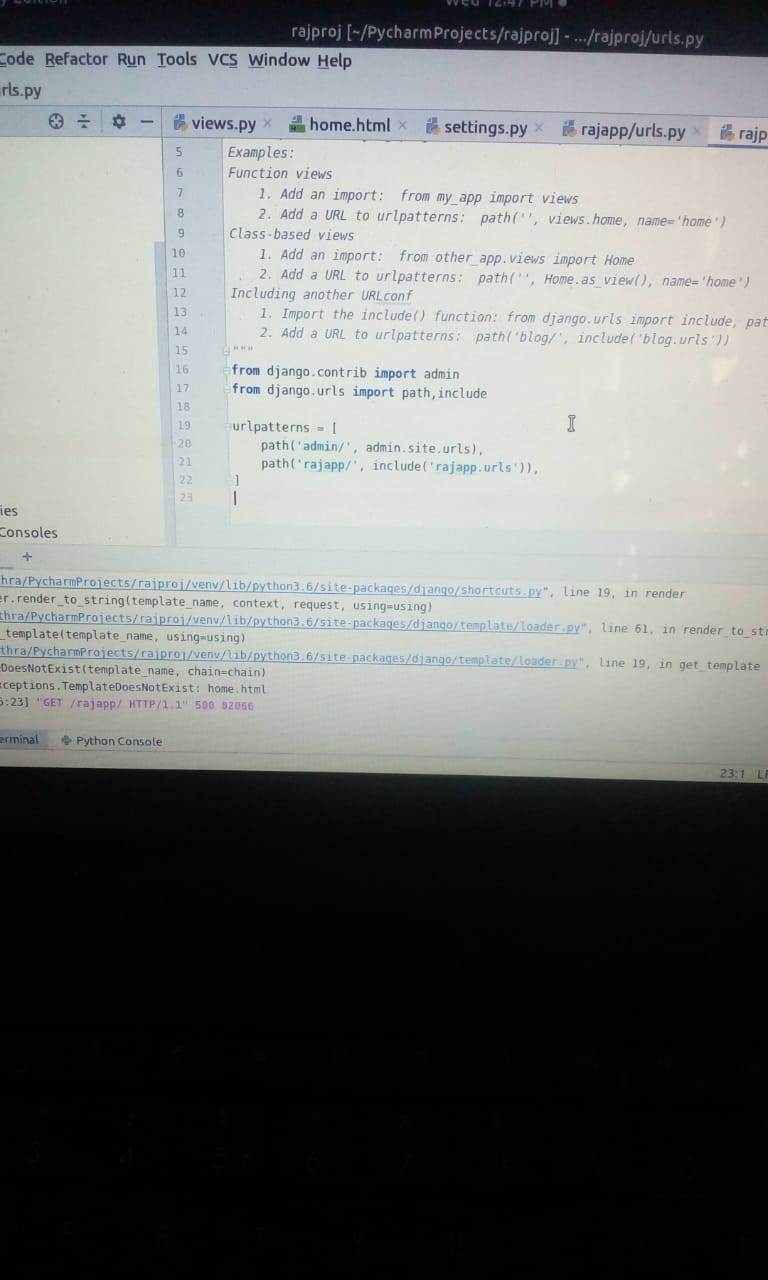 Wed 12:47 PM
rajproj [~/PycharmProjects/rajproj] - .../rajproj/urls.py
Code Refactor Run Tools VCS Window Help
rls.py
views.py × home.html × settings.py × rajapp/urls.py × rajp
5 Examples:
6 Function views
7 1. Add an import: from my_app import views
8 2. Add a URL to urlpatterns: path('', views.home, name='home')
9 Class-based views
10 1. Add an import: from other_app.views import Home
11 2. Add a URL to urlpatterns: path('', Home.as_view(), name='home')
12 Including another URLconf
13 1. Import the include() function: from django.urls import include, pat
14 2. Add a URL to urlpatterns: path('blog/', include('blog.urls'))
15 """
16 from django.contrib import admin
17 from django.urls import path,include
18
19 urlpatterns = [
20 path('admin/', admin.site.urls),
21 path('rajapp/', include('rajapp.urls')),
22 ]
23
ies
Consoles
+
hra/PycharmProjects/rajproj/venv/lib/python3.6/site-packages/django/shortcuts.py", line 19, in render
er.render_to_string(template_name, context, request, using=using)
thra/PycharmProjects/rajproj/venv/lib/python3.6/site-packages/django/template/loader.py", line 61, in render_to_str
_template(template_name, using=using)
thra/PycharmProjects/rajproj/venv/lib/python3.6/site-packages/django/template/loader.py", line 19, in get_template
DoesNotExist(template_name, chain=chain)
xceptions.TemplateDoesNotExist: home.html
6:23] "GET /rajapp/ HTTP/1.1" 500 82066
erminal Python Console
23:1 LF